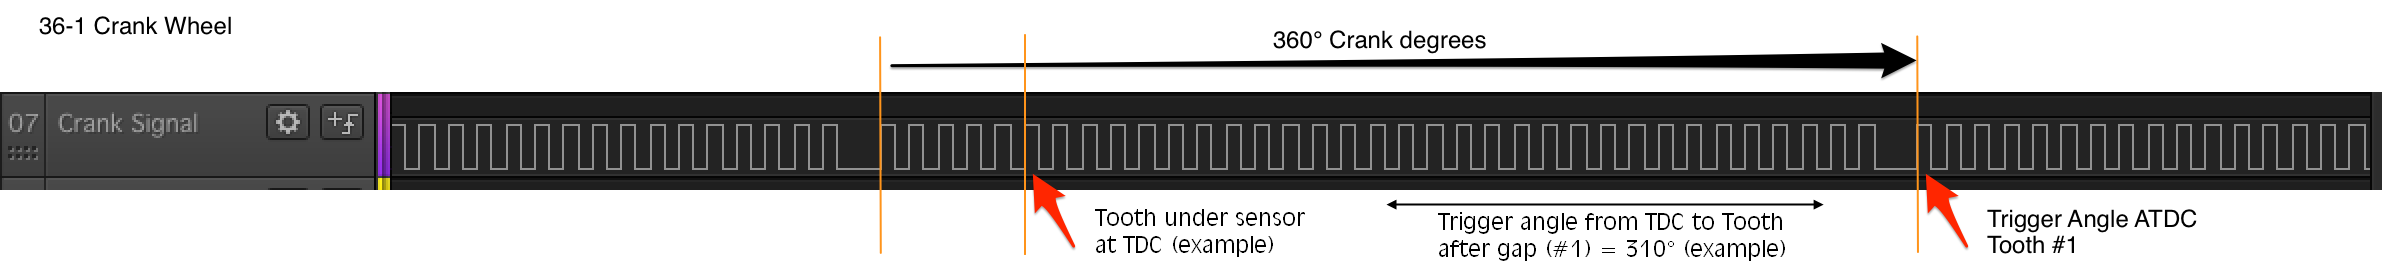 36-1 Crank Wheel
360° Crank degrees
07 Crank Signal
Tooth under sensor
at TDC (example)
Trigger angle from TDC to Tooth
after gap (#1) = 310° (example)
Trigger Angle ATDC
Tooth #1